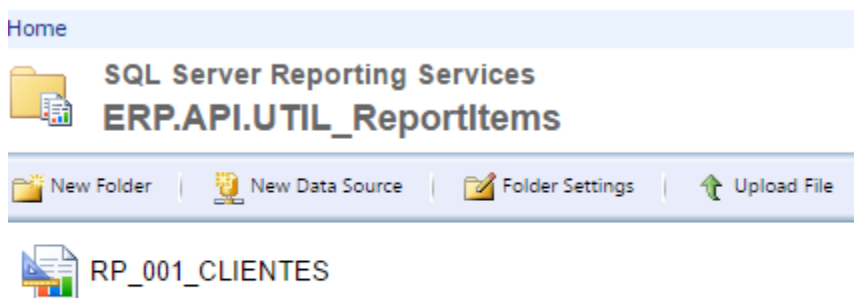 Home
SQL Server Reporting Services
ERP.API.UTIL_ReportItems
New Folder | New Data Source | Folder Settings | Upload File
RP_001_CLIENTES